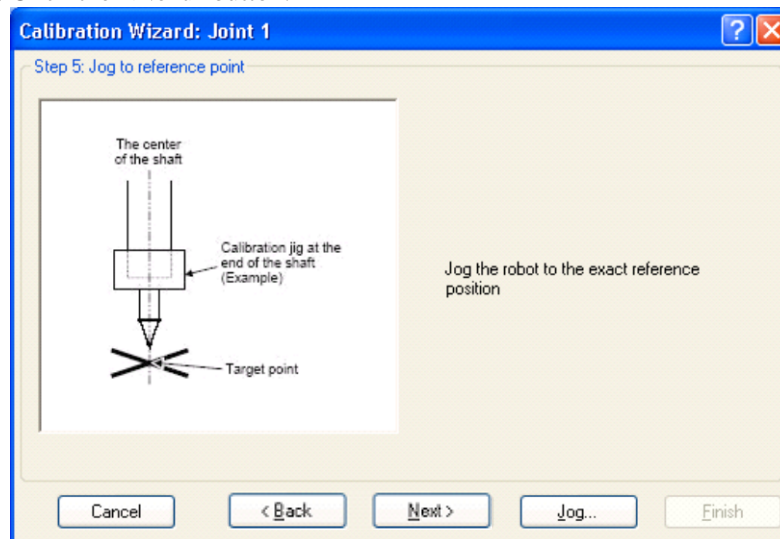 Calibration Wizard: Joint 1
Step 5: Jog to reference point
The center
of the shaft
Calibration jig at the
end of the shaft
(Example)
Target point
Jog the robot to the exact reference
position
Cancel
< Back
Next >
Jog...
Finish